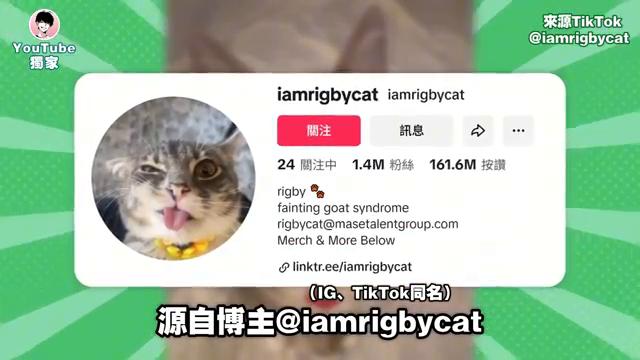 YouTube
獨家
來源TikTok
@iamrigbycat
iamrigbycat iamrigbycat
關注 訊息
24 關注中 1.4M 粉絲 161.6M 按讚
rigby 🐾
fainting goat syndrome
rigbycat@masetalentgroup.com
Merch & More Below
linktr.ee/iamrigbycat
（IG、TikTok同名）
源自博主@iamrigbycat